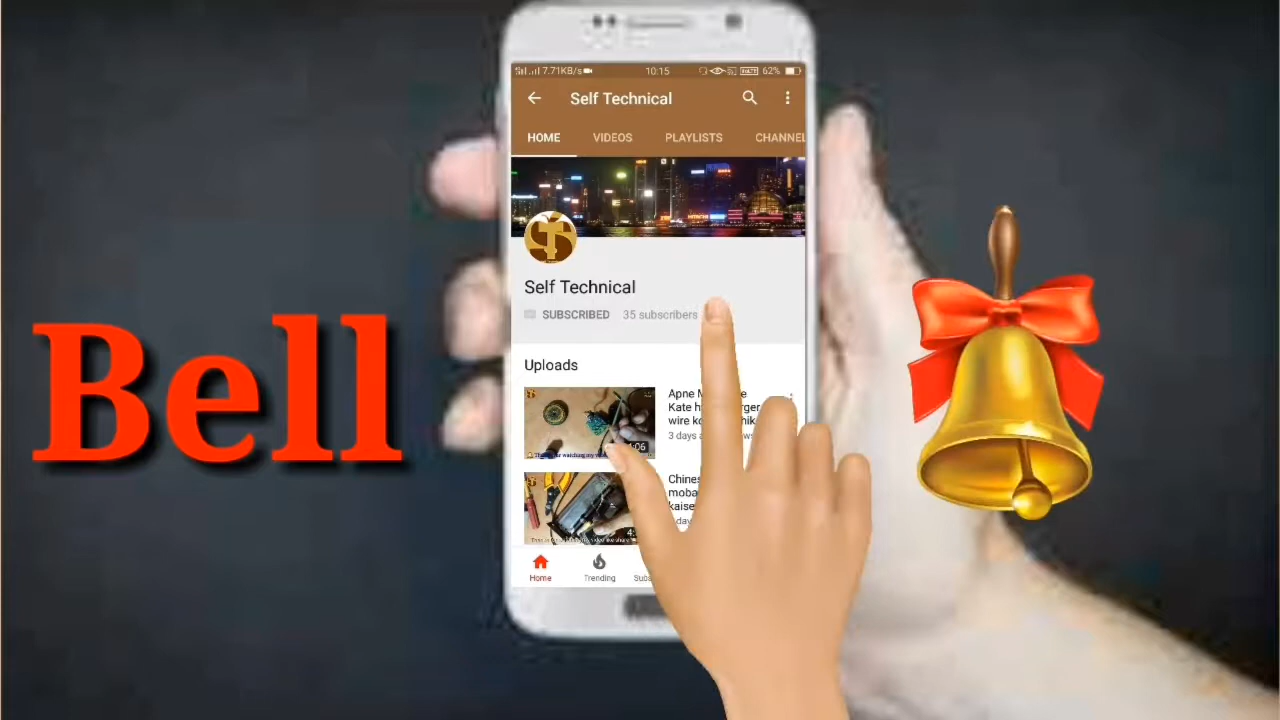 7.71KB/s 10:15 62%
Self Technical
HOME VIDEOS PLAYLISTS CHANNEL
Bell
Self Technical
SUBSCRIBED 35 subscribers
Uploads
Apne
Kate
wire
3 days
Chines
moba
kaise
Home Trending Subs